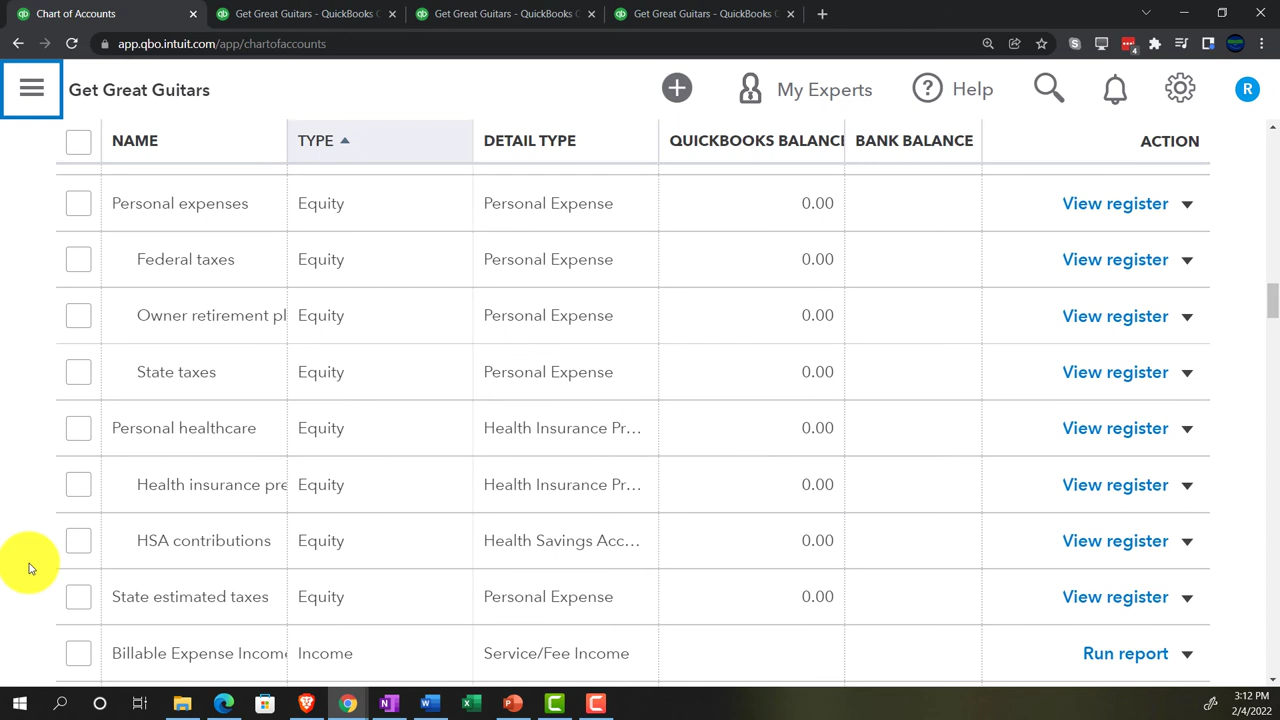 Chart of Accounts
Get Great Guitars - QuickBooks O
Get Great Guitars - QuickBooks O
Get Great Guitars - QuickBooks O
app.qbo.intuit.com/app/chartofaccounts
4
Get Great Guitars
My Experts
Help
R
NAME TYPE DETAIL TYPE QUICKBOOKS BALANC BANK BALANCE ACTION
Personal expenses Equity Personal Expense 0.00 View register
Federal taxes Equity Personal Expense 0.00 View register
Owner retirement pl Equity Personal Expense 0.00 View register
State taxes Equity Personal Expense 0.00 View register
Personal healthcare Equity Health Insurance Pr... 0.00 View register
Health insurance pre Equity Health Insurance Pr... 0.00 View register
HSA contributions Equity Health Savings Acc... 0.00 View register
State estimated taxes Equity Personal Expense 0.00 View register
Billable Expense Income Income Service/Fee Income Run report
3:12 PM
2/4/2022